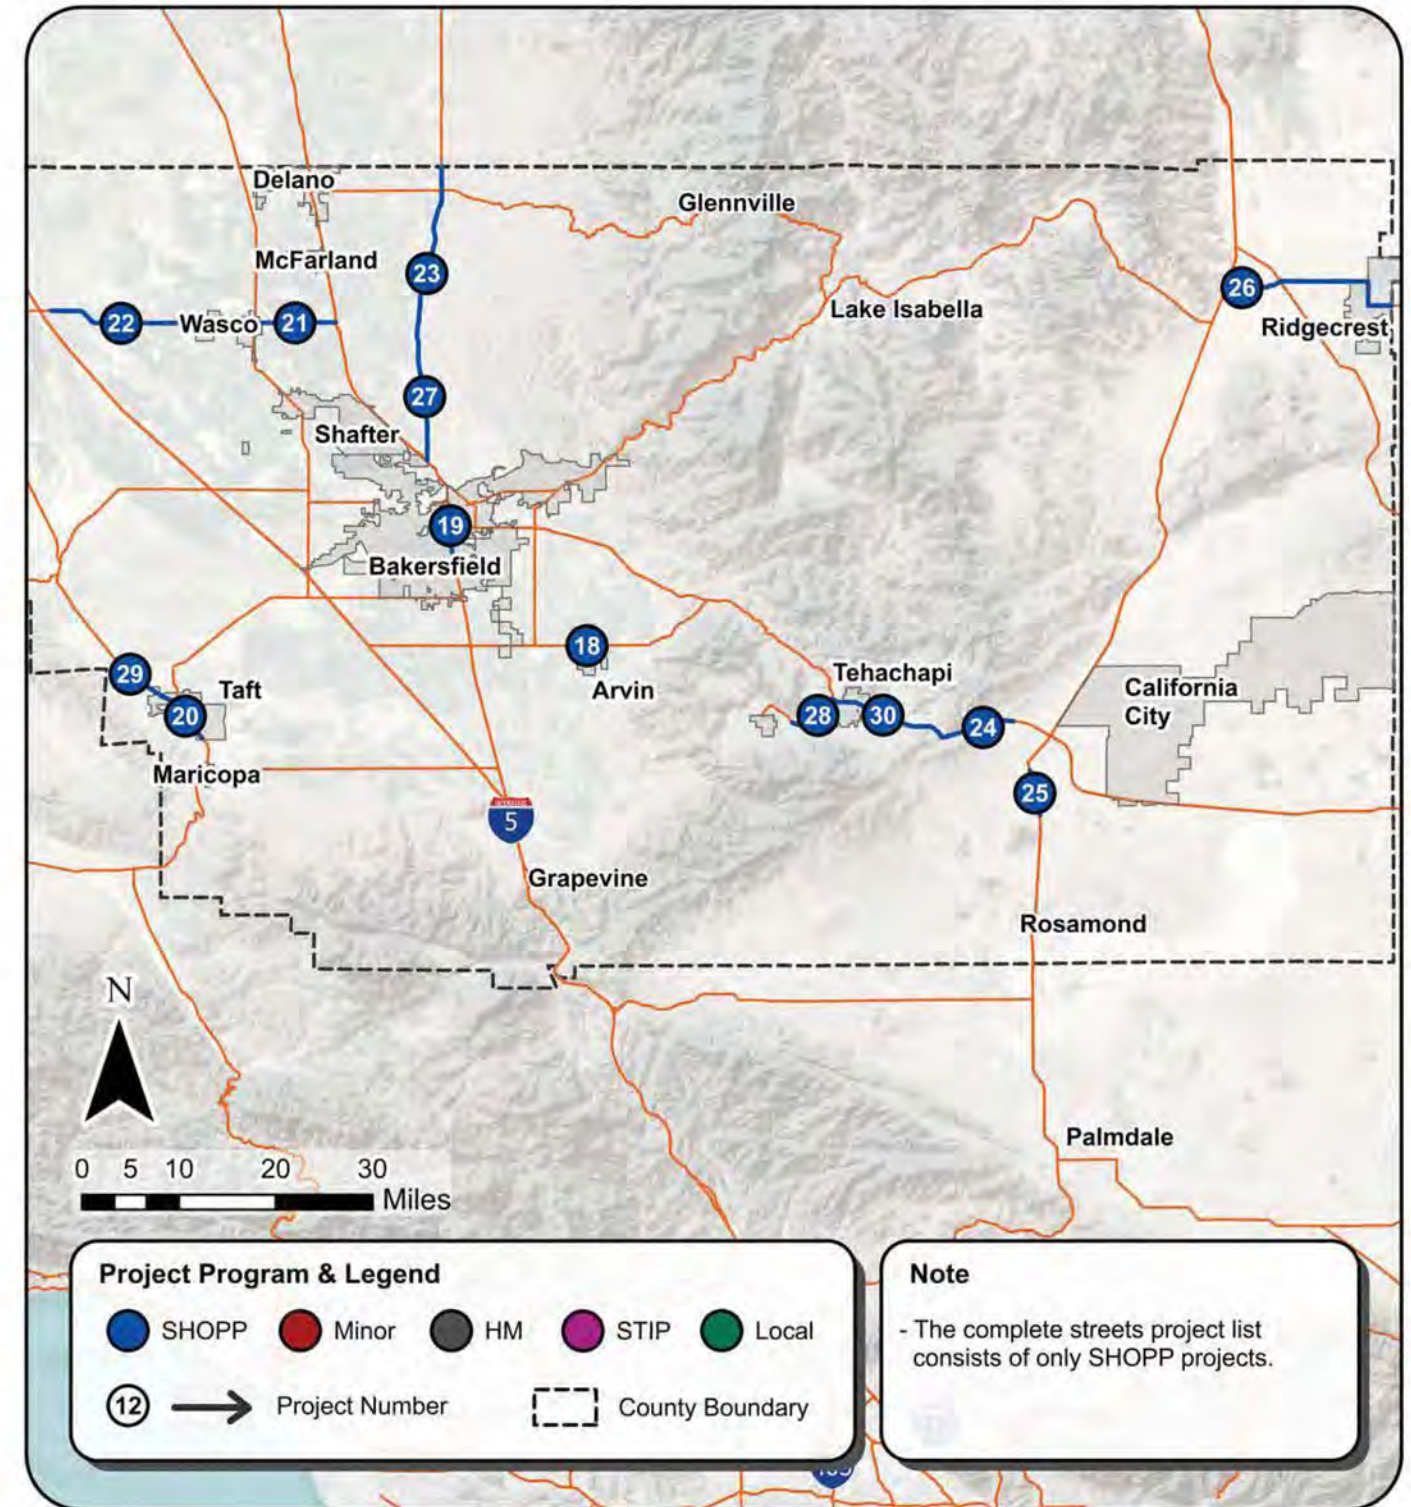 Delano
Glennville
McFarland
23
26
Lake Isabella
22
Wasco
21
Ridgecrest
27
Shafter
19
Bakersfield
18
29
Tehachapi
Arvin
Taft
California
City
20
28
30
24
Maricopa
25
5
Grapevine
Rosamond
N
Palmdale
0 5 10 20 30
Miles
Project Program & Legend
SHOPP
Minor
HM
STIP
Local
12
Project Number
County Boundary
Note
- The complete streets project list
consists of only SHOPP projects.